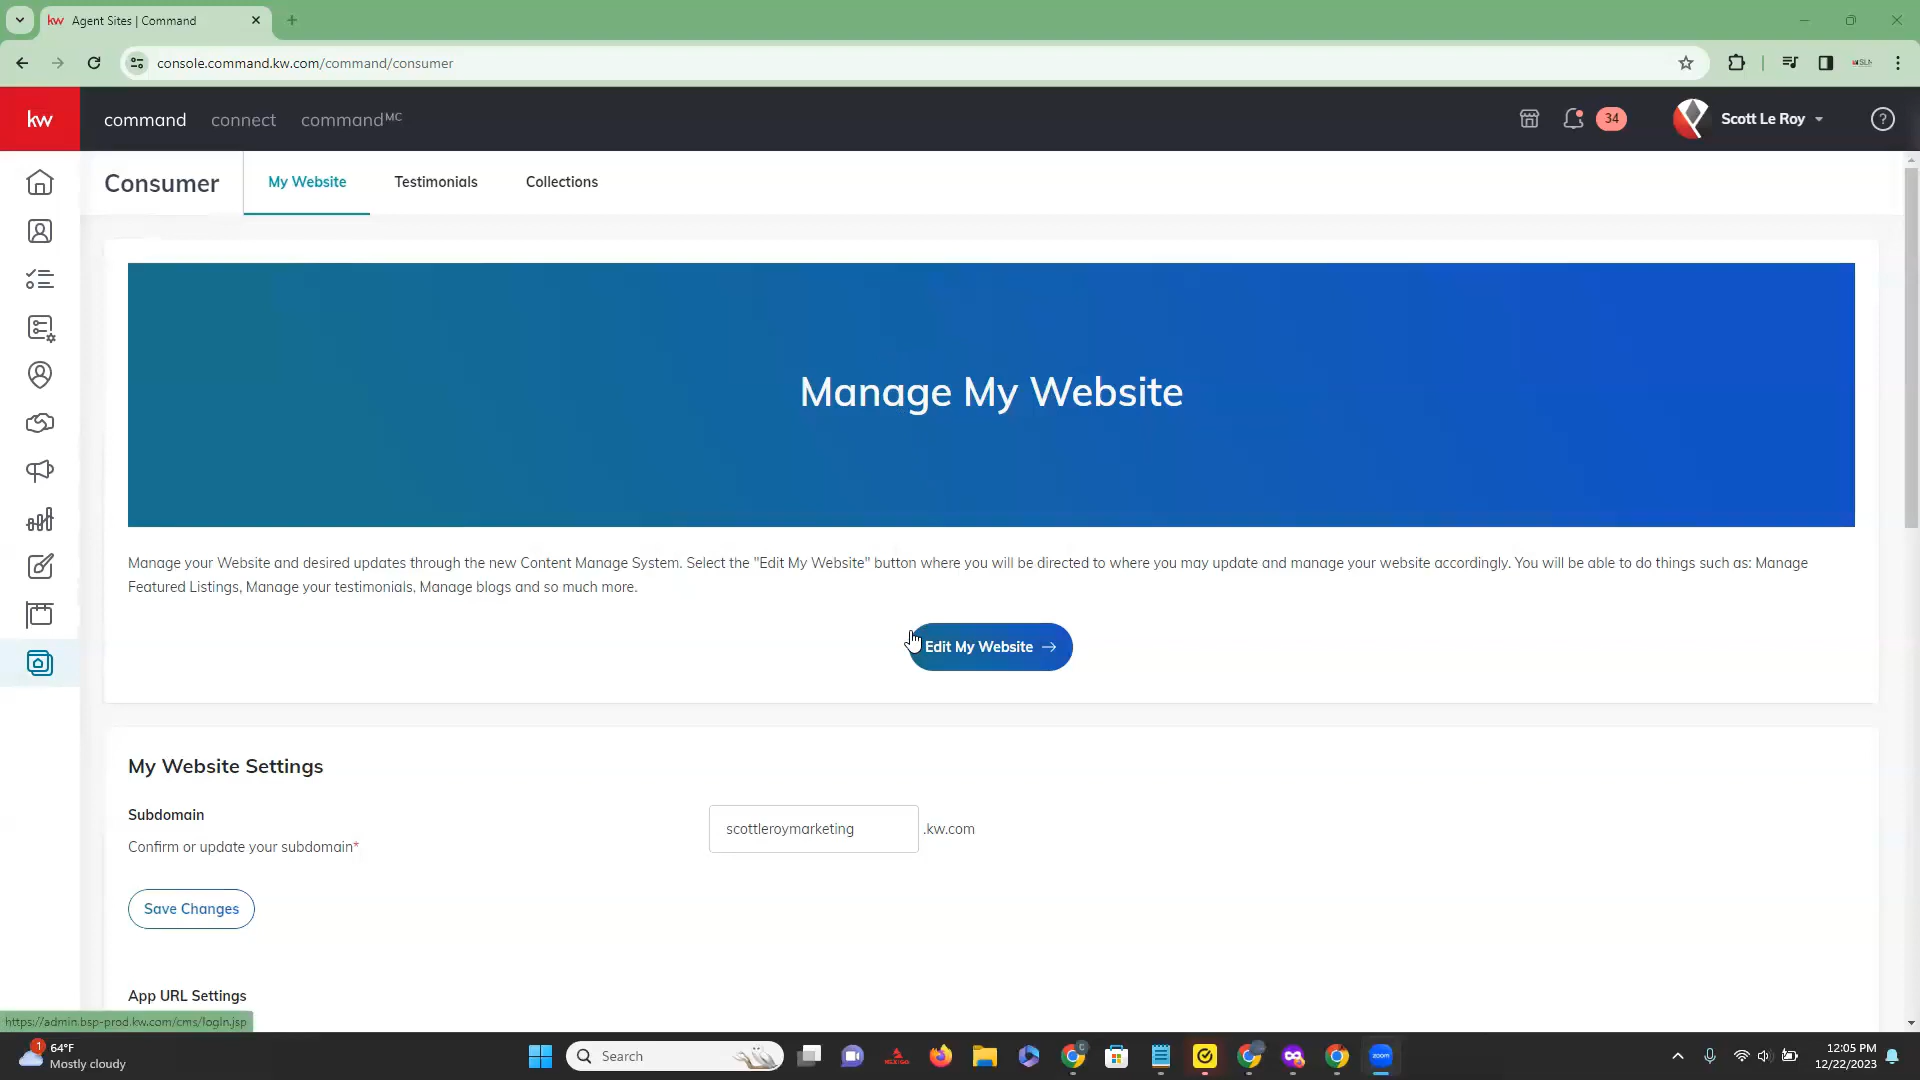 kw Agent Sites | Command
console.command.kw.com/command/consumer
kw command connect commandMC 34 Scott Le Roy ?
Consumer My Website Testimonials Collections
Manage My Website
Manage your Website and desired updates through the new Content Manage System. Select the "Edit My Website" button where you will be directed to where you may update and manage your website accordingly. You will be able to do things such as: Manage
Featured Listings, Manage your testimonials, Manage blogs and so much more.
Edit My Website
My Website Settings
Subdomain
scottleroymarketing .kw.com
Confirm or update your subdomain*
Save Changes
App URL Settings
https://admin.bsp-prod.kw.com/cms/login.jsp
1 64°F
Mostly cloudy
Search
zoom
12:05 PM
12/22/2023